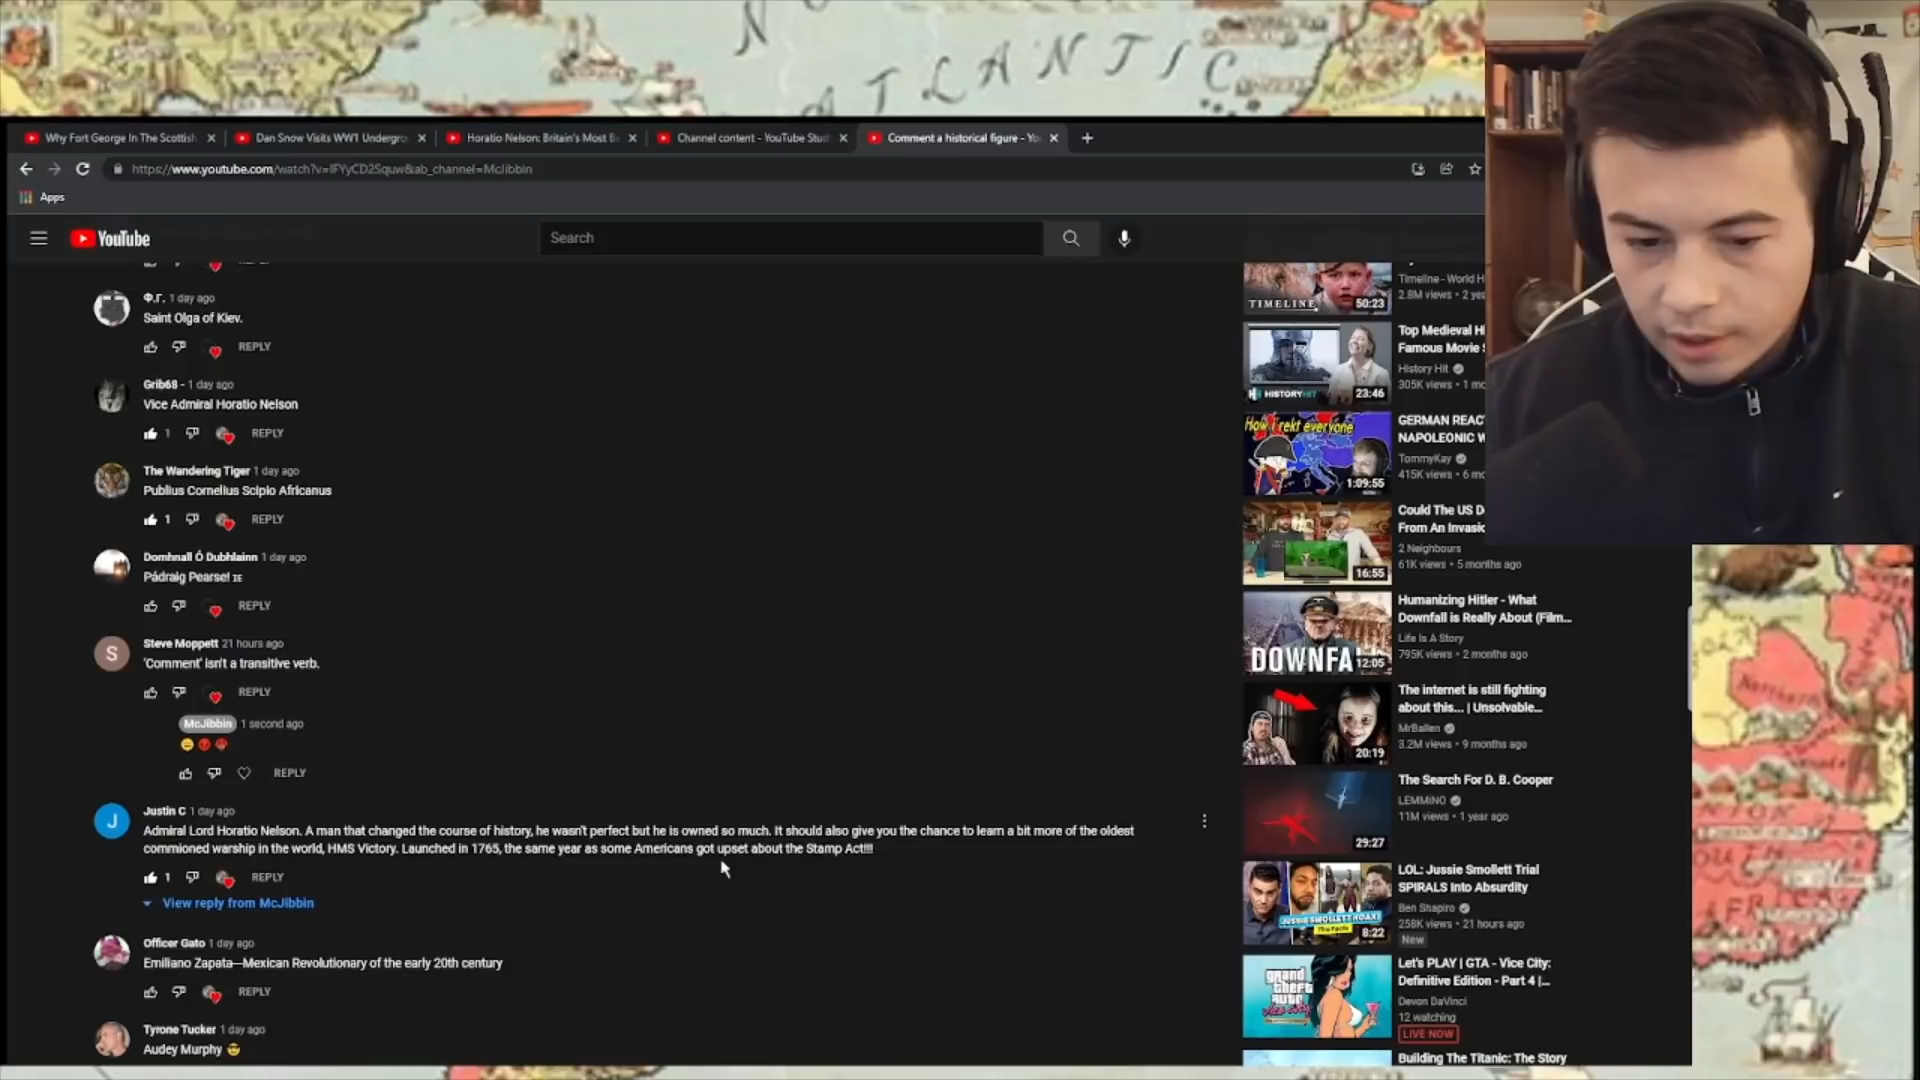 N
ATLANTIC
Why Fort George In The Scottish
Dan Snow Visits WW1 Undergro
Horatio Nelson: Britain's Most B
Channel content - YouTube Stud
Comment a historical figure - Yo
https://www.youtube.com/watch?v=IFYyCD2Squw&ab_channel=McJibbin
Apps
YouTube
Search
Ф.Г. 1 day ago
Saint Olga of Kiev.
REPLY
Grib68 - 1 day ago
Vice Admiral Horatio Nelson
1 REPLY
The Wandering Tiger 1 day ago
Publius Cornelius Scipio Africanus
1 REPLY
Domhnall Ó Dubhlainn 1 day ago
Pádraig Pearse! IE
REPLY
S
Steve Moppett 21 hours ago
'Comment' isn't a transitive verb.
REPLY
McJibbin 1 second ago
REPLY
J
Justin C 1 day ago
Admiral Lord Horatio Nelson. A man that changed the course of history, he wasn't perfect but he is owned so much. It should also give you the chance to learn a bit more of the oldest
commioned warship in the world, HMS Victory. Launched in 1765, the same year as some Americans got upset about the Stamp Act!!!
1 REPLY
View reply from McJibbin
Officer Gato 1 day ago
Emiliano Zapata—Mexican Revolutionary of the early 20th century
REPLY
Tyrone Tucker 1 day ago
Audey Murphy
TIMELINE
50:23
Timeline - World H
2.8M views • 2 yea
HISTORY HIT
23:46
Top Medieval Hi
Famous Movie S
History Hit
305K views • 1 mo
How I rekt everyone
1:09:55
GERMAN REAC
NAPOLEONIC W
TommyKay
415K views • 6 mo
16:55
Could The US D
From An Invasio
2 Neighbours
61K views • 5 months ago
DOWNFA
12:05
Humanizing Hitler - What
Downfall is Really About (Film...
Life Is A Story
795K views • 2 months ago
20:19
The internet is still fighting
about this... | Unsolvable...
MrBallen
3.2M views • 9 months ago
29:27
The Search For D. B. Cooper
LEMMiNO
11M views • 1 year ago
JUSSIE SMOLLETT HOAX!
The Facts
8:22
LOL: Jussie Smollett Trial
SPIRALS Into Absurdity
Ben Shapiro
258K views • 21 hours ago
New
grand
theft
auto
Vice City
Let's PLAY | GTA - Vice City:
Definitive Edition - Part 4 |...
Devon DaVinci
12 watching
LIVE NOW
Building The Titanic: The Story